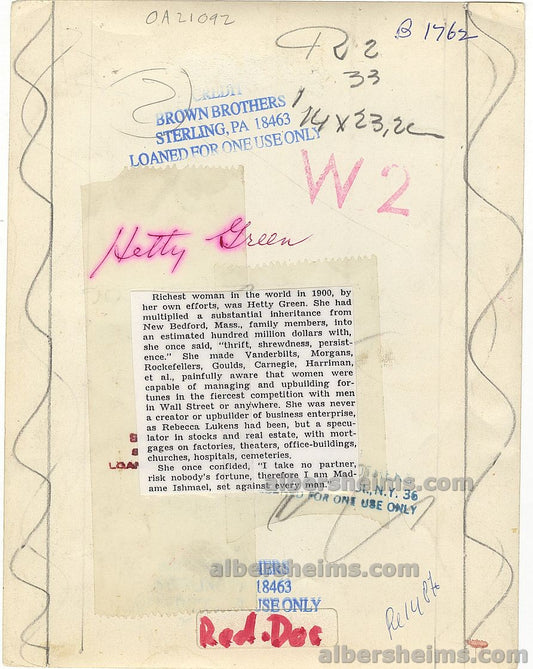 OA21092
B 1762
R 2
33
CREDIT
BROWN BROTHERS
STERLING, PA 18463
LOANED FOR ONE USE ONLY
W2
Hetty Green
Richest woman in the world in 1900, by
her own efforts, was Hetty Green. She had
multiplied a substantial inheritance from
New Bedford, Mass., family members, into
an estimated hundred million dollars with,
she once said, "thrift, shrewdness, persist-
ence." She made Vanderbilts, Morgans,
Rockefellers, Goulds, Carnegie, Harriman,
et al., painfully aware that women were
capable of managing and upbuilding for-
tunes in the fiercest competition with men
in Wall Street or anywhere. She was never
a creator or upbuilder of business enterprise,
as Rebecca Lukens had been, but a specu-
lator in stocks and real estate, with mort-
gages on factories, theaters, office-buildings,
churches, hospitals, cemeteries.
She once confided, "I take no partner,
risk nobody's fortune, therefore I am Mad-
ame Ishmael, set against every man."
LOAN
albersheims.com
N.Y. 36
FOR ONE USE ONLY
albersheims.com
IERS
18463
USE ONLY
Red-Doc
albersheims.com